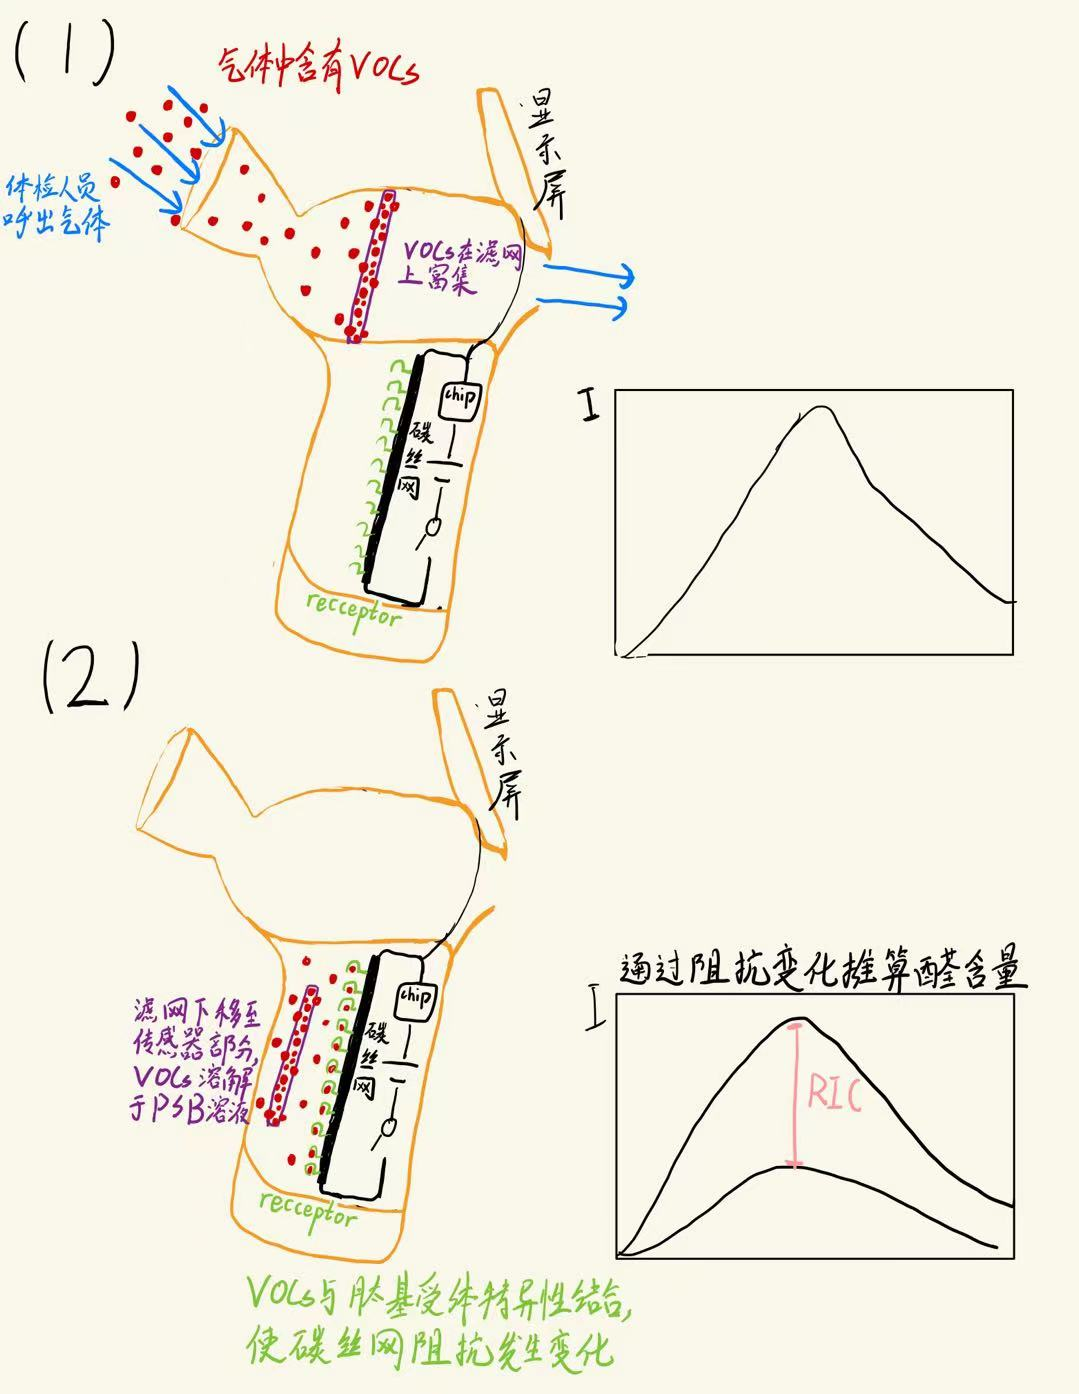 (1)
气体中含有VOCs
显示屏
体检人员
呼出气体
VOCs在滤网
上富集
chip
碳丝网
I
recceptor
(2)
显示屏
滤网下移至
传感器部分,
VOCs溶解
于PSB溶液
chip
碳丝网
recceptor
通过阻抗变化推算醛含量
I
RIC
VOCs与肽基受体特异性结合,
使碳丝网阻抗发生变化